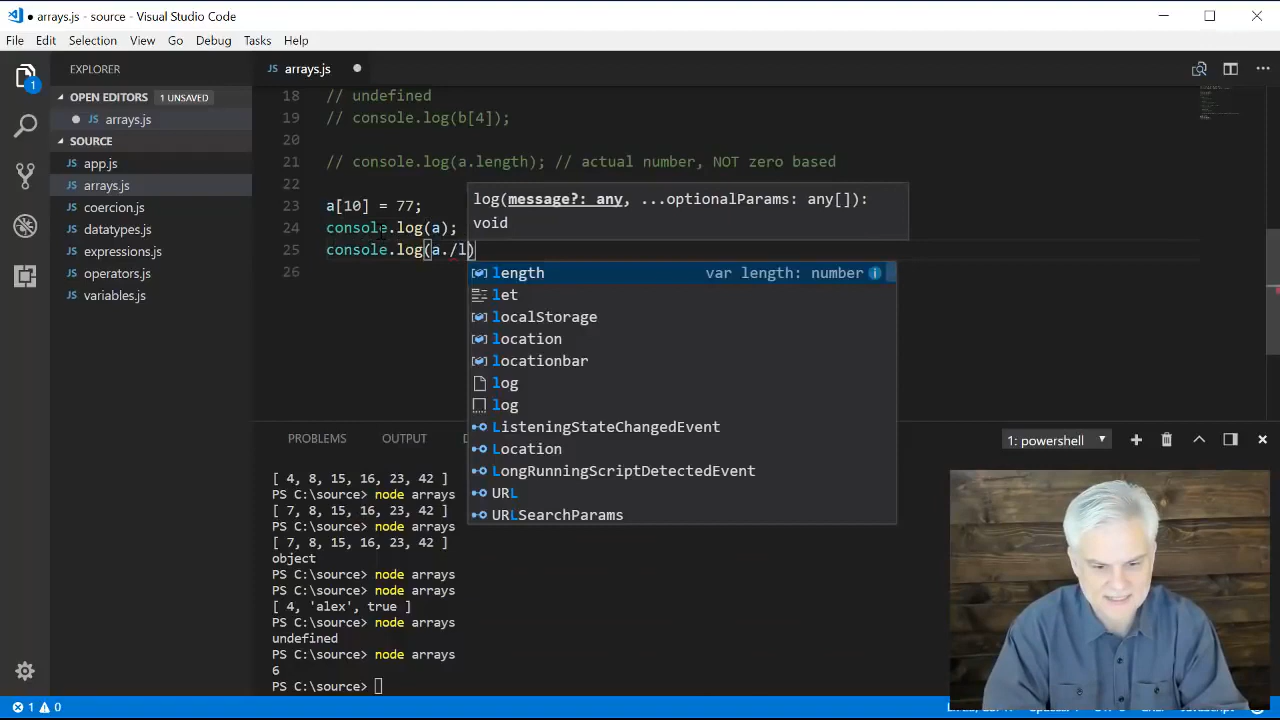 arrays.js - source - Visual Studio Code
File Edit Selection View Go Debug Tasks Help
EXPLORER
OPEN EDITORS 1 UNSAVED
arrays.js
SOURCE
app.js
arrays.js
coercion.js
datatypes.js
expressions.js
operators.js
variables.js
JS arrays.js
18 // undefined
19 // console.log(b[4]);
20
21 // console.log(a.length); // actual number, NOT zero based
22
23 a[10] = 77;
24 console.log(a);
25 console.log(a./l)
26
log(message?: any, ...optionalParams: any[]):
void
length var length: number
let
localStorage
location
locationbar
log
log
ListeningStateChangedEvent
Location
LongRunningScriptDetectedEvent
URL
URLSearchParams
PROBLEMS OUTPUT
1: powershell
[ 4, 8, 15, 16, 23, 42 ]
PS C:\source> node arrays
[ 7, 8, 15, 16, 23, 42 ]
PS C:\source> node arrays
[ 7, 8, 15, 16, 23, 42 ]
object
PS C:\source> node arrays
PS C:\source> node arrays
[ 4, 'alex', true ]
PS C:\source> node arrays
undefined
PS C:\source> node arrays
6
PS C:\source>
1 0